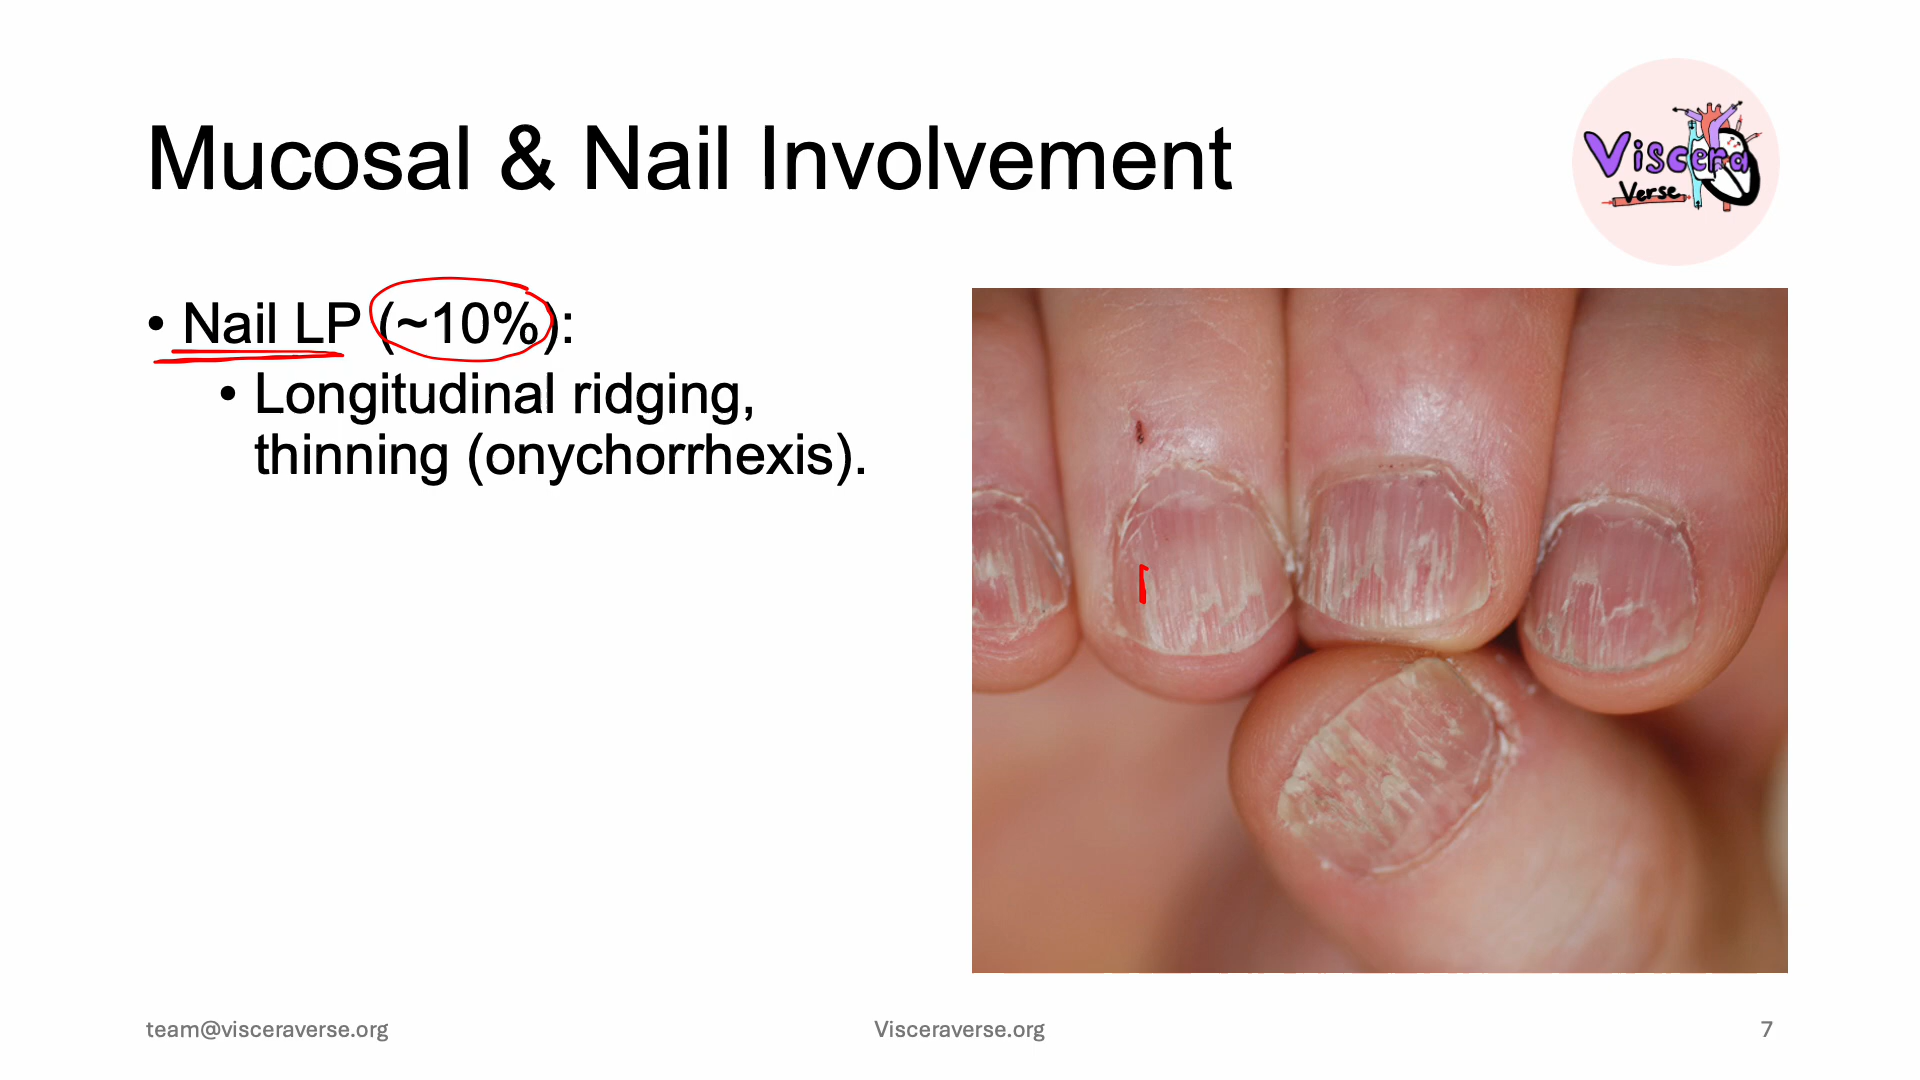 Mucosal & Nail Involvement
Viscera
Verse
• Nail LP (~10%):
• Longitudinal ridging,
thinning (onychorrhexis).
team@visceraverse.org
Visceraverse.org
7